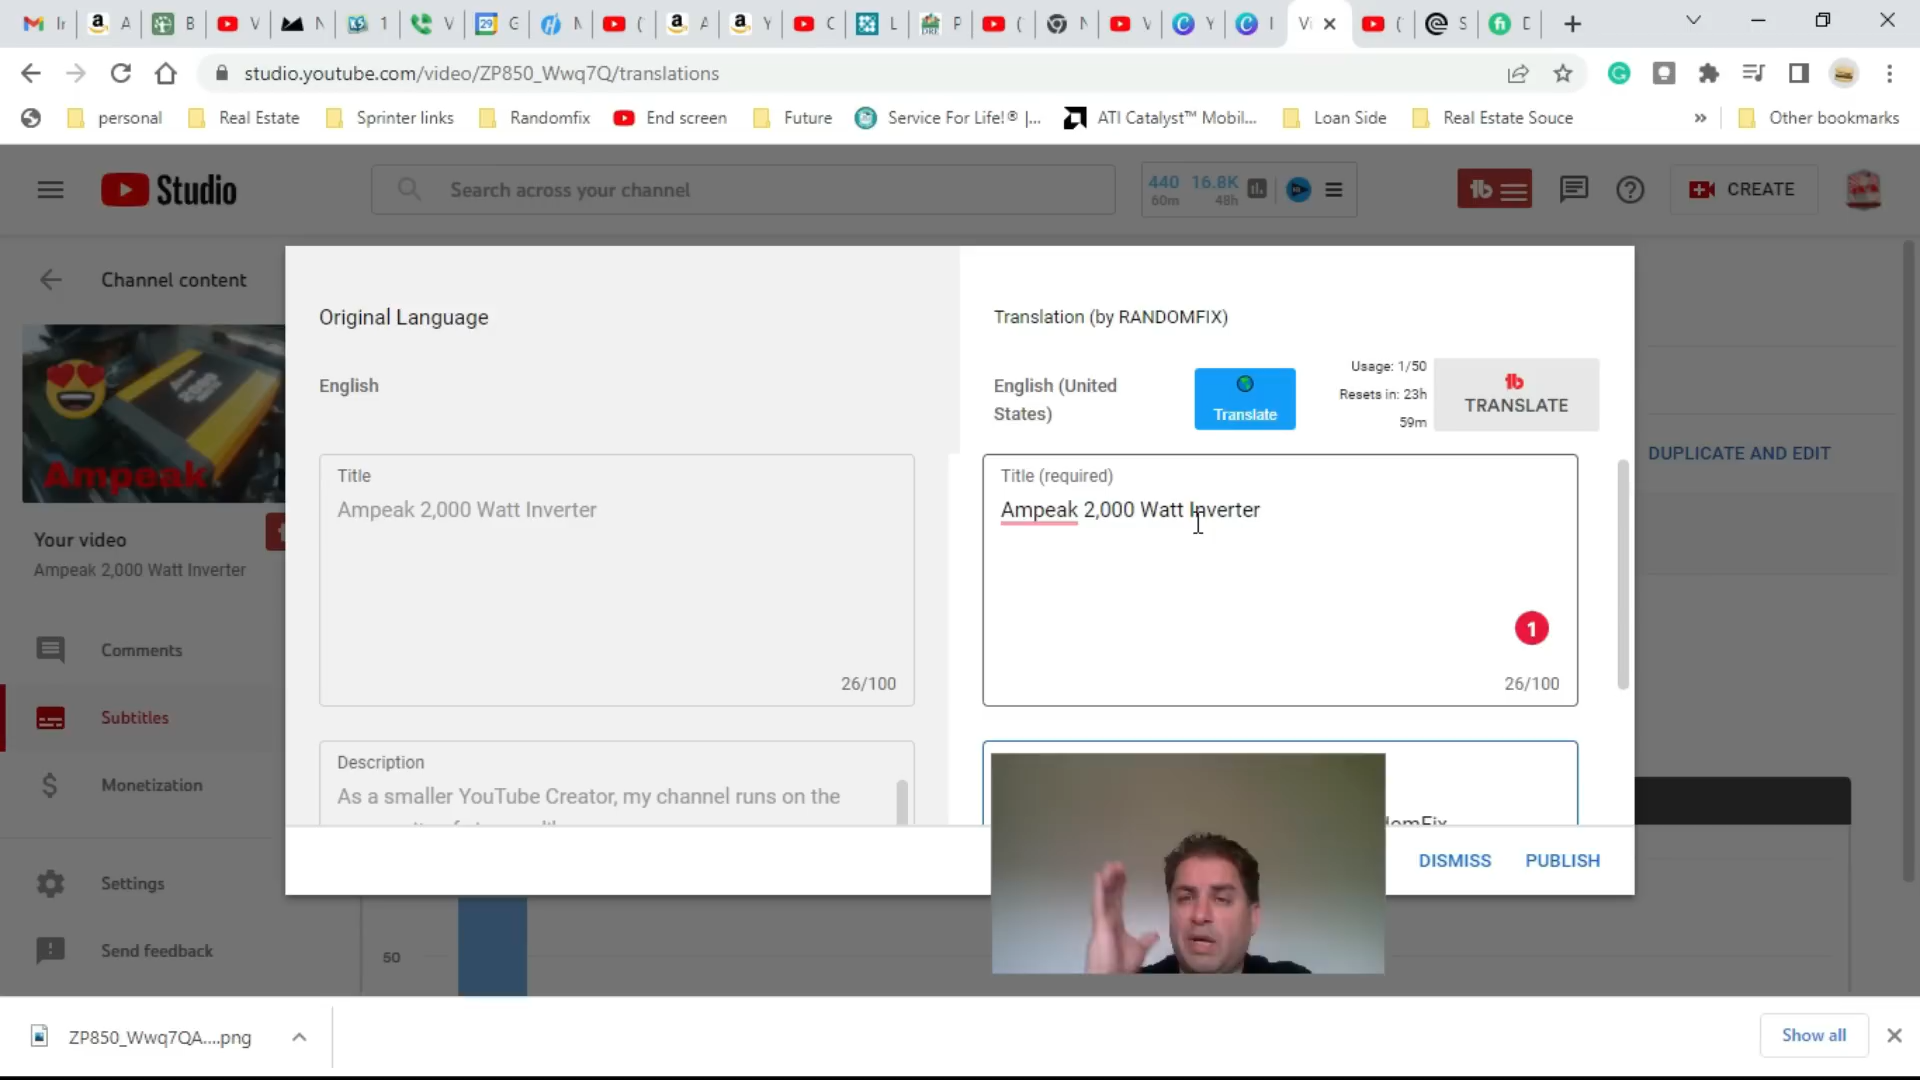 Ir
A
B
V
N
1
V
G
N
(
A
Y
C
L
P
(
N
V
Y
I
Vi
(
S
D
studio.youtube.com/video/ZP850_Wwq7Q/translations
personal
Real Estate
Sprinter links
Randomfix
End screen
Future
Service For Life!® |...
ATI Catalyst™ Mobil...
Loan Side
Real Estate Souce
»
Other bookmarks
Studio
Search across your channel
440 16.8K
60m 48h
CREATE
Channel content
Ampeak
Your video
Ampeak 2,000 Watt Inverter
Comments
Subtitles
Monetization
Settings
Send feedback
Original Language
English
Title
Ampeak 2,000 Watt Inverter
26/100
Description
As a smaller YouTube Creator, my channel runs on the
Translation (by RANDOMFIX)
English (United
States)
Translate
Usage: 1/50
Resets in: 23h
59m
TRANSLATE
Title (required)
Ampeak 2,000 Watt Inverter
1
26/100
DISMISS
PUBLISH
DUPLICATE AND EDIT
50
ZP850_Wwq7QA....png
Show all